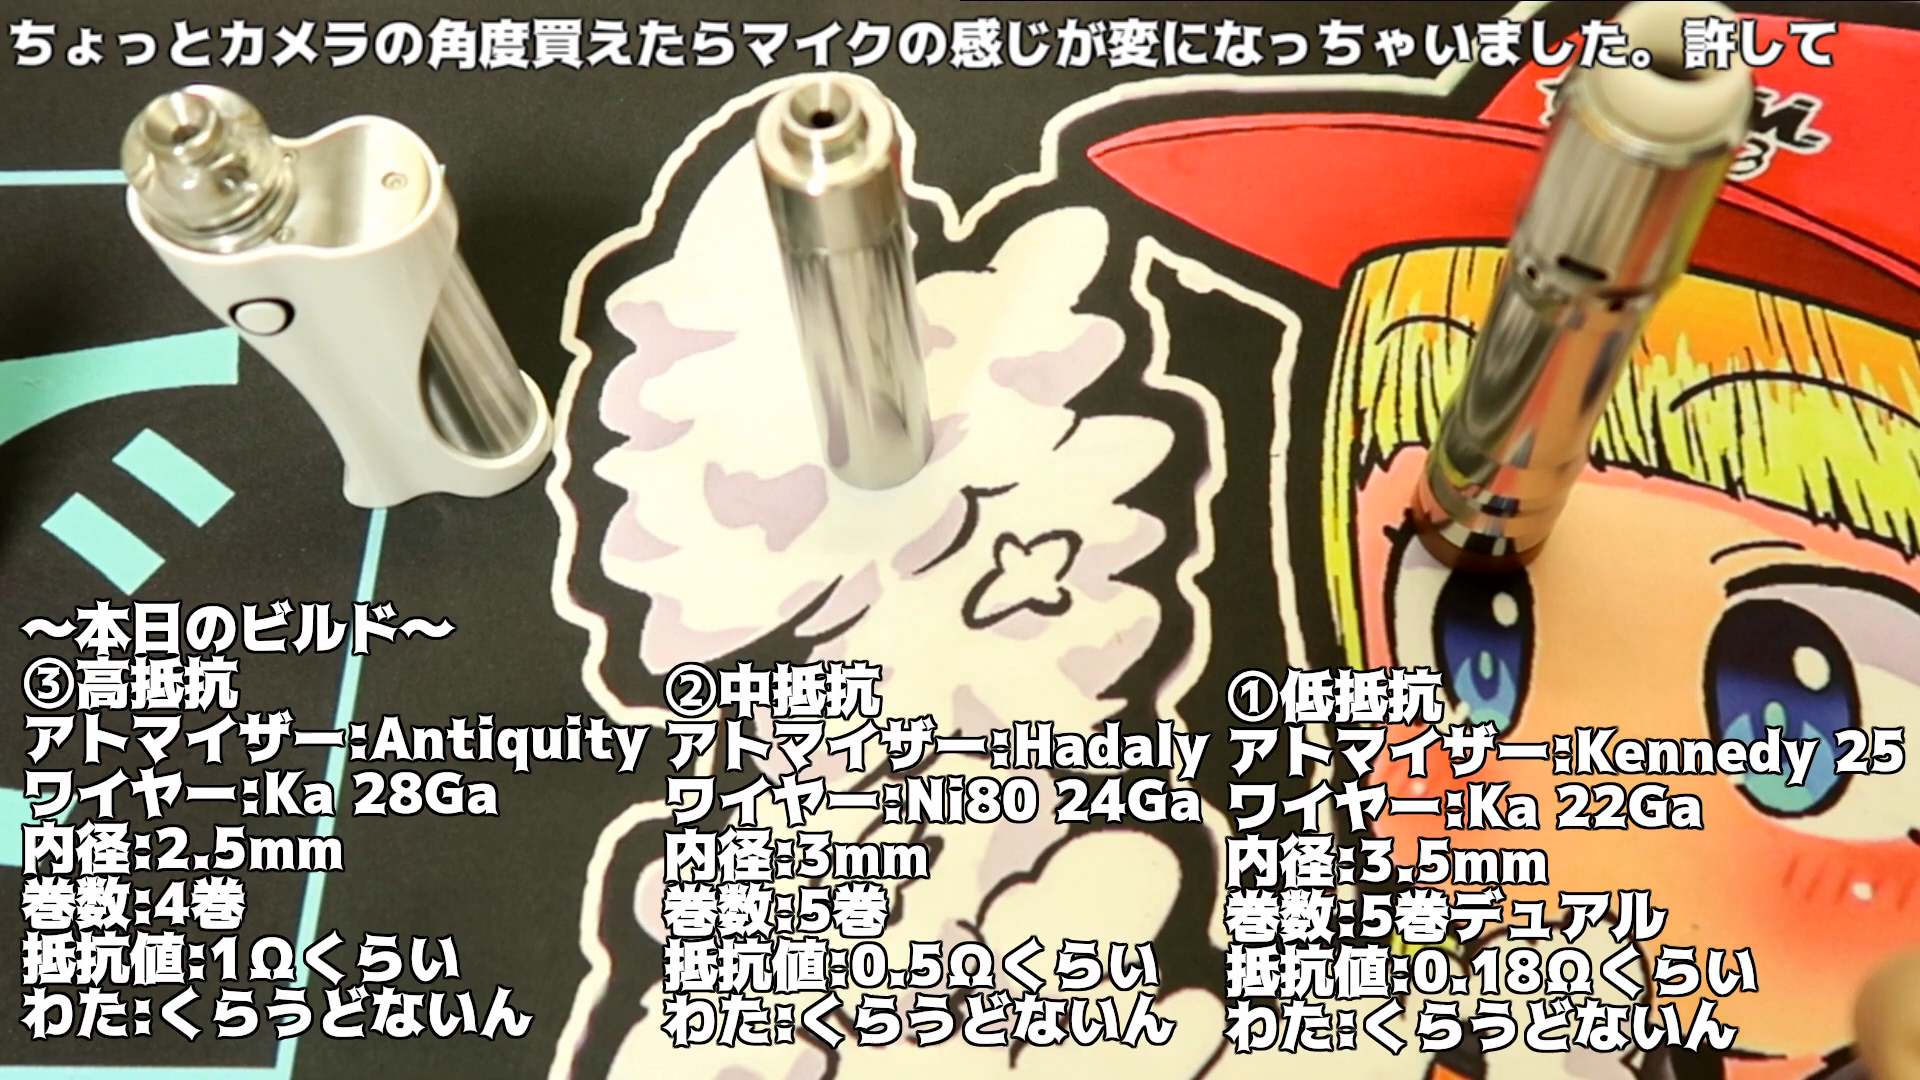 ちょっとカメラの角度買えたらマイクの感じが変になっちゃいました。許して
～本日のビルド～
③高抵抗
アトマイザー:Antiquity
ワイヤー:Ka 28Ga
内径:2.5mm
巻数:4巻
抵抗値:1Ωくらい
わた:くらうどないん
②中抵抗
アトマイザー:Hadaly
ワイヤー:Ni80 24Ga
内径:3mm
巻数:5巻
抵抗値:0.5Ωくらい
わた:くらうどないん
①低抵抗
アトマイザー:Kennedy 25
ワイヤー:Ka 22Ga
内径:3.5mm
巻数:5巻デュアル
抵抗値:0.18Ωくらい
わた:くらうどないん